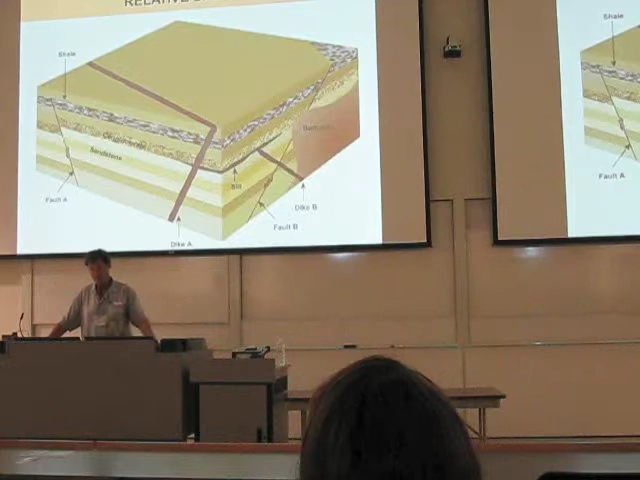 RELATIVE
Shale
Sandstone
Sill
Fault A
Dike B
Fault B
Dike A
Shale
Fault A